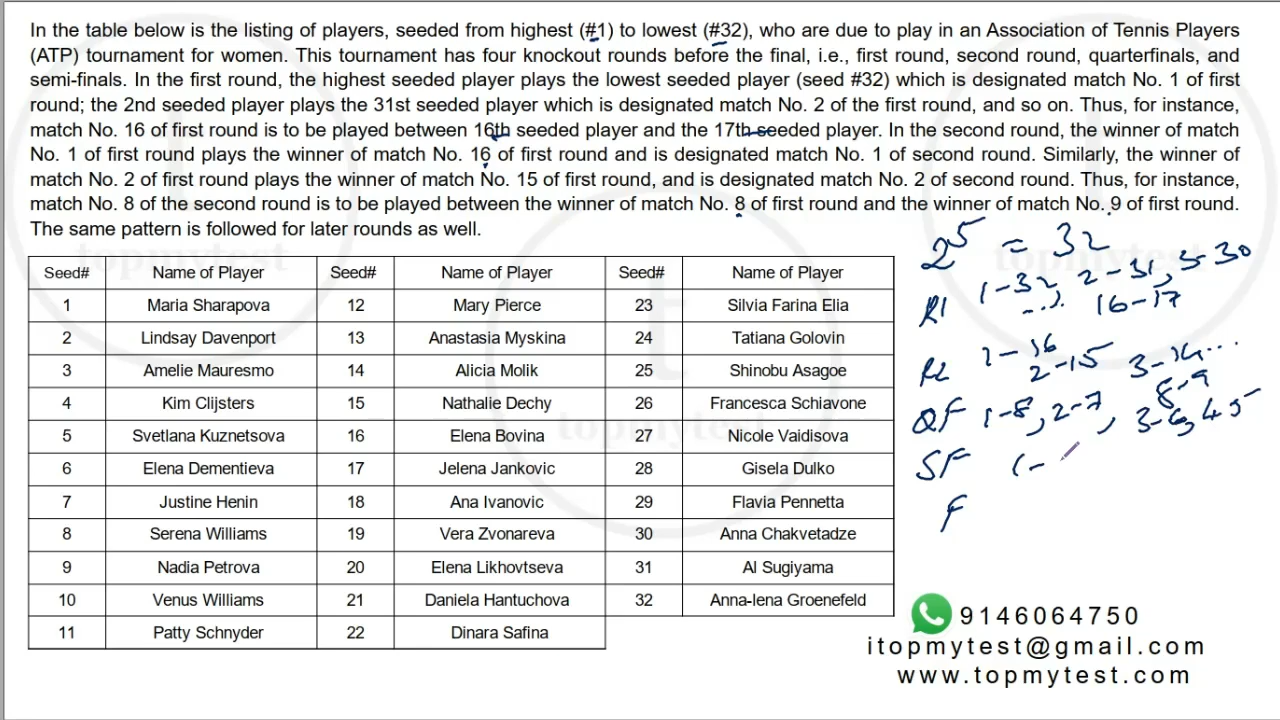 In the table below is the listing of players, seeded from highest (#1) to lowest (#32), who are due to play in an Association of Tennis Players
(ATP) tournament for women. This tournament has four knockout rounds before the final, i.e., first round, second round, quarterfinals, and
semi-finals. In the first round, the highest seeded player plays the lowest seeded player (seed #32) which is designated match No. 1 of first
round; the 2nd seeded player plays the 31st seeded player which is designated match No. 2 of the first round, and so on. Thus, for instance,
match No. 16 of first round is to be played between 16th seeded player and the 17th seeded player. In the second round, the winner of match
No. 1 of first round plays the winner of match No. 16 of first round and is designated match No. 1 of second round. Similarly, the winner of
match No. 2 of first round plays the winner of match No. 15 of first round, and is designated match No. 2 of second round. Thus, for instance,
match No. 8 of the second round is to be played between the winner of match No. 8 of first round and the winner of match No. 9 of first round.
The same pattern is followed for later rounds as well.
Seed# Name of Player Seed# Name of Player Seed# Name of Player
1 Maria Sharapova 12 Mary Pierce 23 Silvia Farina Elia
2 Lindsay Davenport 13 Anastasia Myskina 24 Tatiana Golovin
3 Amelie Mauresmo 14 Alicia Molik 25 Shinobu Asagoe
4 Kim Clijsters 15 Nathalie Dechy 26 Francesca Schiavone
5 Svetlana Kuznetsova 16 Elena Bovina 27 Nicole Vaidisova
6 Elena Dementieva 17 Jelena Jankovic 28 Gisela Dulko
7 Justine Henin 18 Ana Ivanovic 29 Flavia Pennetta
8 Serena Williams 19 Vera Zvonareva 30 Anna Chakvetadze
9 Nadia Petrova 20 Elena Likhovtseva 31 Al Sugiyama
10 Venus Williams 21 Daniela Hantuchova 32 Anna-lena Groenefeld
11 Patty Schnyder 22 Dinara Safina
2^5 = 32
R1 1-32, 2-31, 3-30
... 16-17
R2 1-16 2-15 3-14...
8-9
QF 1-8, 2-7, 3-6, 4-5
SF 1-
F
9146064750
itopmytest@gmail.com
www.topmytest.com
topmytest
topmytest